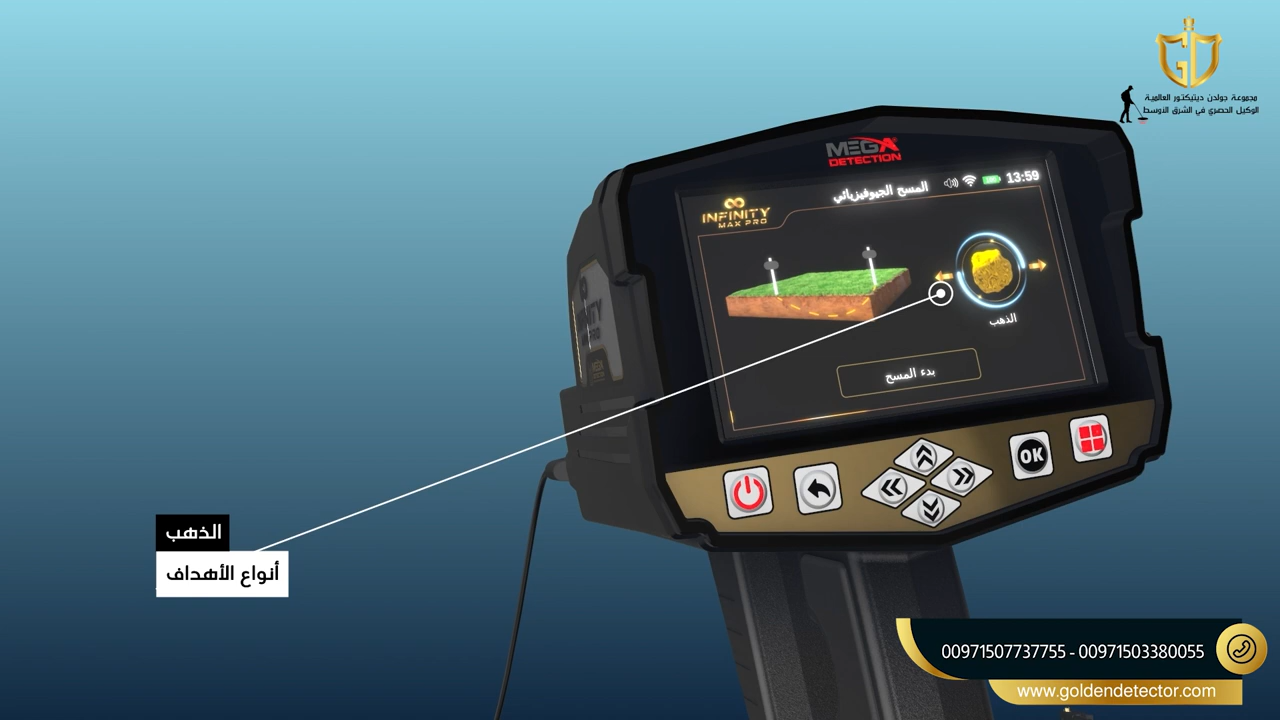 مجموعة جولدن ديتيكتور العالمية
الوكيل الحصري في الشرق الأوسط
MEGA
DETECTION
INFINITY
MAX PRO
المسح الجيوفيزيائي
13:59
الذهب
بدء المسح
OK
الذهب
أنواع الأهداف
00971507737755 - 00971503380055
www.goldendetector.com